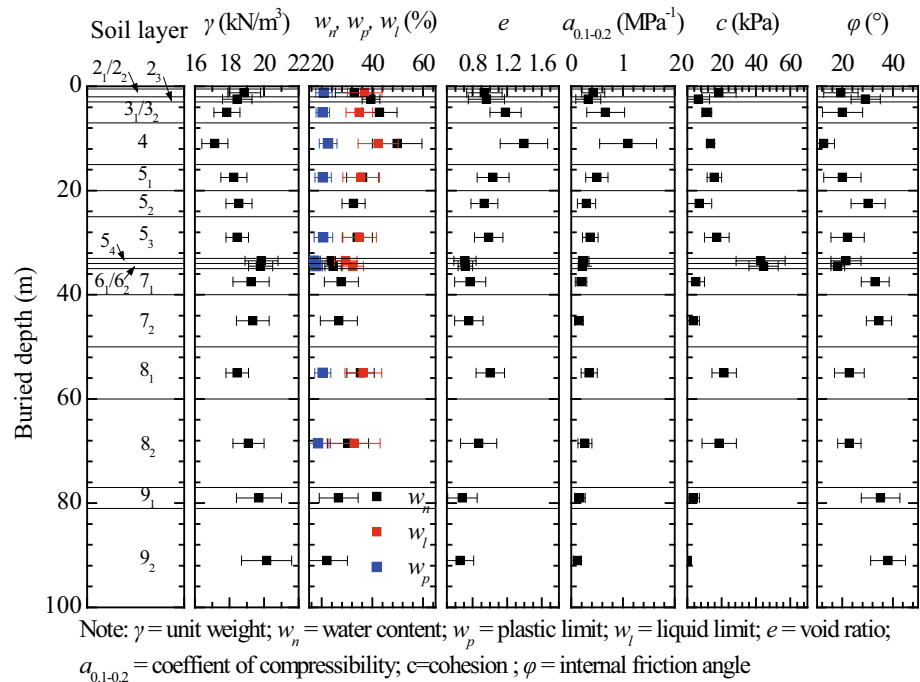 Soil layer γ (kN/m³) wₙ, wₚ, wₗ (%) e a₀.₁₋₀.₂ (MPa⁻¹) c (kPa) φ (°)
16 18 20 22 20 40 60 0.8 1.2 1.6 0 1 20 20 40 60 20 40
0
2₁/2₂ 2₃
3₁/3₂
4
5₁
20
5₂
5₃
5₄
6₁/6₂ 7₁
40
7₂
8₁
60
8₂
80
9₁ wₙ
wₗ
9₂ wₚ
100
Buried depth (m)
Note: γ = unit weight; wₙ = water content; wₚ = plastic limit; wₗ = liquid limit; e = void ratio;
a₀.₁₋₀.₂ = coeffient of compressibility; c=cohesion ; φ = internal friction angle